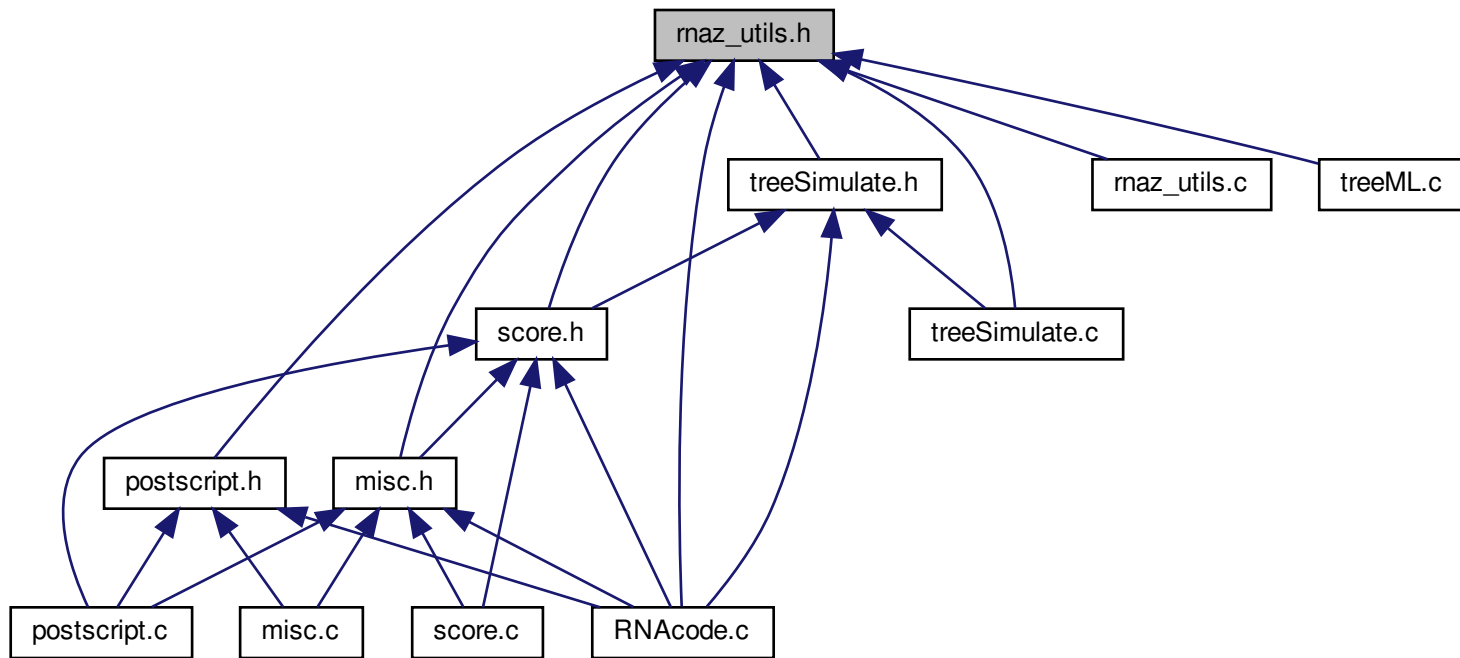 rnaz_utils.h
treeSimulate.h
rnaz_utils.c
treeML.c
score.h
treeSimulate.c
postscript.h
misc.h
postscript.c
misc.c
score.c
RNAcode.c